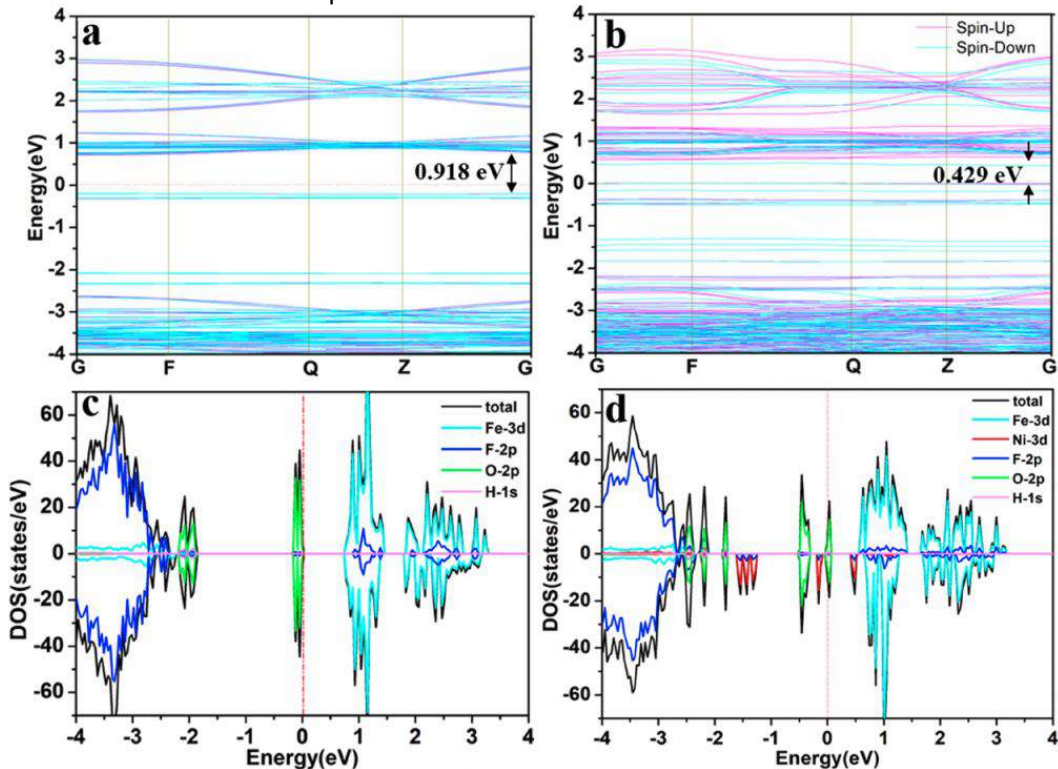 a
4
3
2
1
0
-1
-2
-3
-4
Energy(eV)
0.918 eV
G F Q Z G
b
Spin-Up
Spin-Down
4
3
2
1
0
-1
-2
-3
-4
Energy(eV)
0.429 eV
G F Q Z G
c
total
Fe-3d
F-2p
O-2p
H-1s
60
40
20
0
-20
-40
-60
DOS(states/eV)
-4 -3 -2 -1 0 1 2 3 4
Energy(eV)
d
total
Fe-3d
Ni-3d
F-2p
O-2p
H-1s
60
40
20
0
-20
-40
-60
DOS(states/eV)
-4 -3 -2 -1 0 1 2 3 4
Energy(eV)